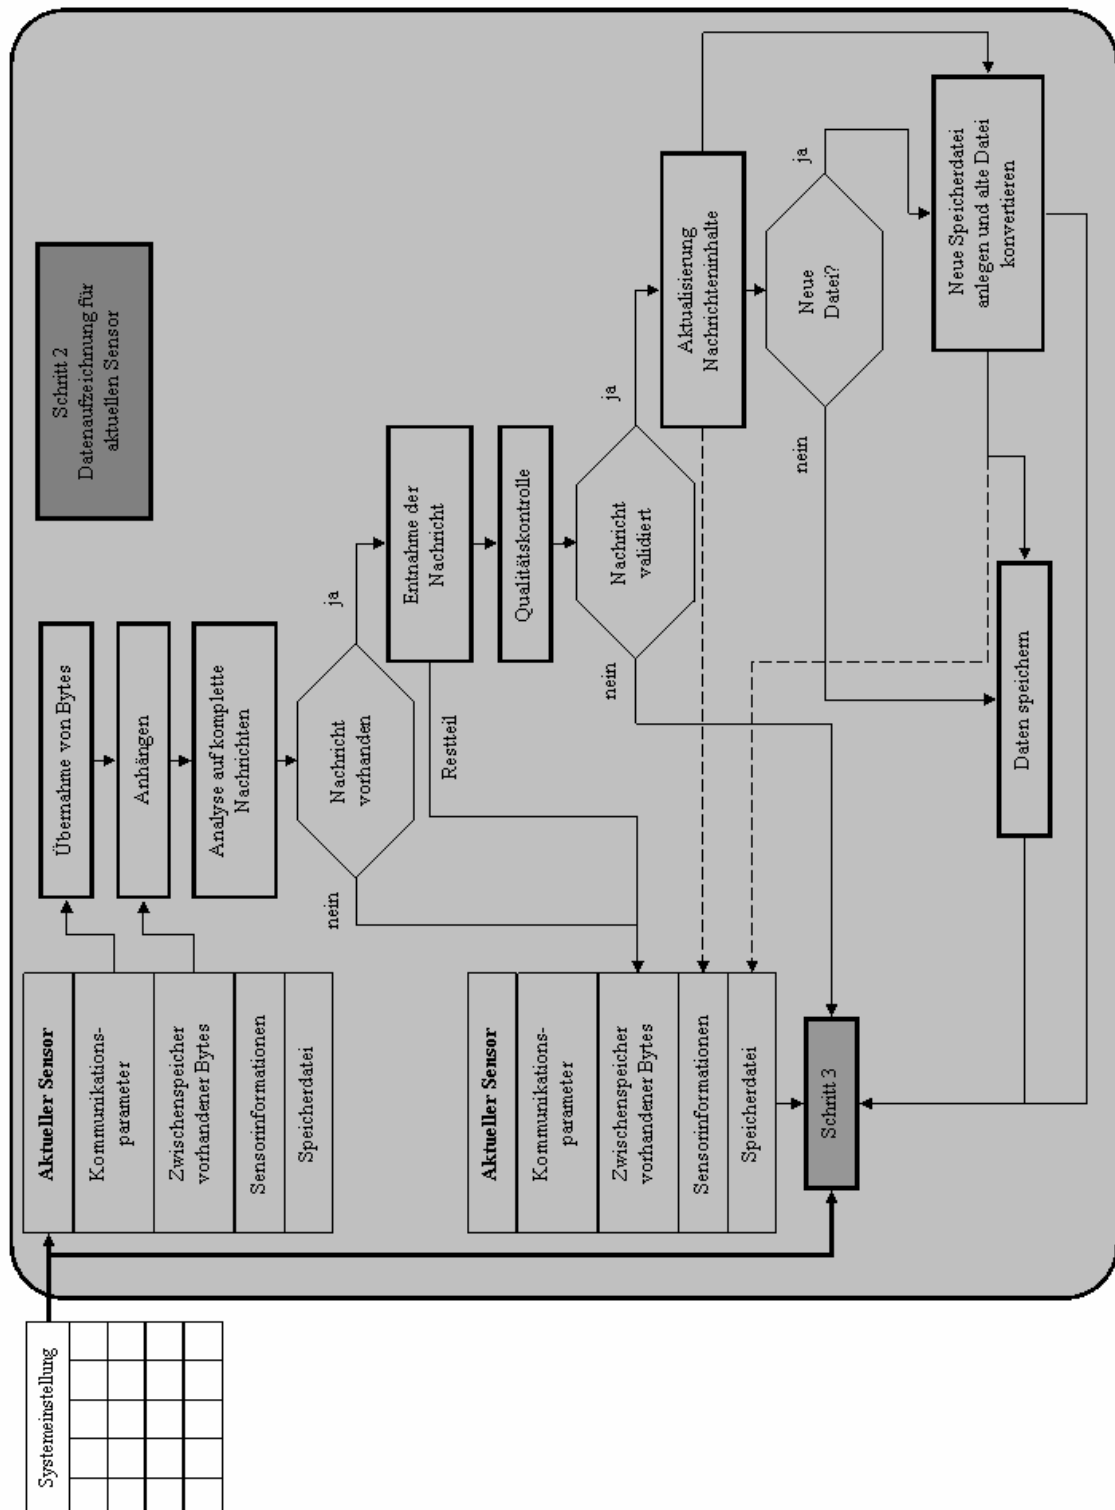 Systemeinstellung
Aktueller Sensor
Kommunikations-
parameter
Zwischenspeicher
vorhandener Bytes
Sensorinformationen
Speicherdatei
Übernahme von Bytes
Anhängen
Analyse auf komplette
Nachrichten
Schritt 2
Datenaufzeichnung für
aktuellen Sensor
Nachricht
vorhanden
nein
ja
Entnahme der
Nachricht
Restteil
Qualitätskontrolle
Nachricht
validiert
nein
ja
Aktueller Sensor
Kommunikations-
parameter
Zwischenspeicher
vorhandener Bytes
Sensorinformationen
Speicherdatei
Aktualisierung
Nachrichteninhalte
Neue
Datei?
nein
ja
Schritt 3
Neue Speicherdatei
anlegen und alte Datei
konvertieren
Daten speichern